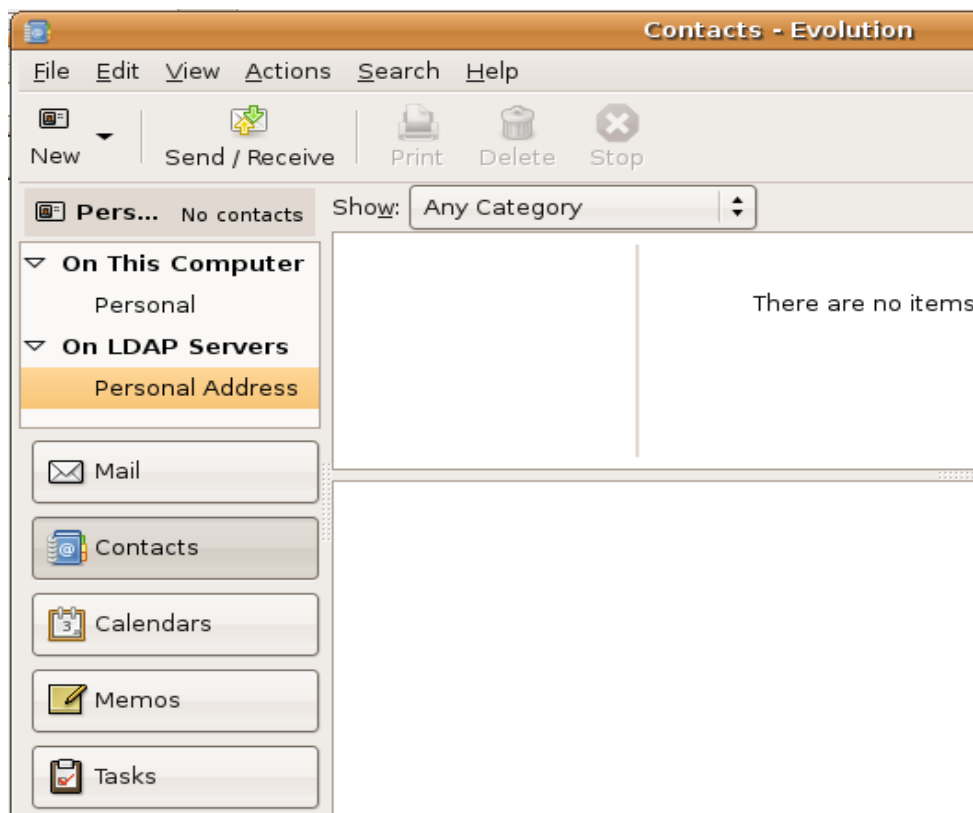 Contacts - Evolution
File Edit View Actions Search Help
New Send / Receive Print Delete Stop
Pers... No contacts Show: Any Category
On This Computer
Personal
There are no items
On LDAP Servers
Personal Address
Mail
Contacts
3
Calendars
Memos
Tasks